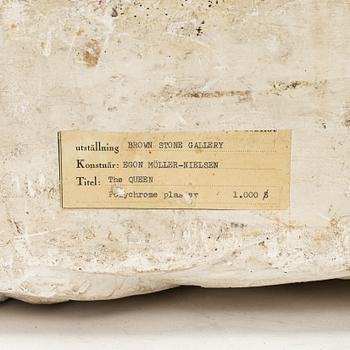 utställning BROWN STONE GALLERY
Konstnär: EGON MÖLLER-NIELSEN
Titel: The QUEEN
Polychrome plaster 1.000 $